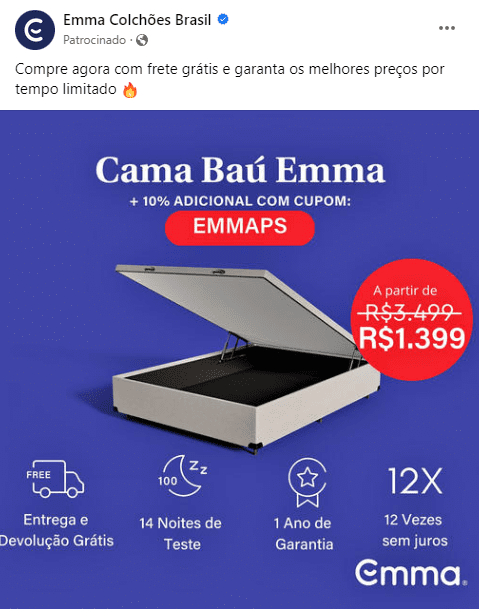 Emma Colchões Brasil
Patrocinado ·
Compre agora com frete grátis e garanta os melhores preços por
tempo limitado 🔥
Cama Baú Emma
+ 10% ADICIONAL COM CUPOM:
EMMAPS
A partir de
R$3.499
R$1.399
FREE
Entrega e
Devolução Grátis
100 Z Z Z
14 Noites de
Teste
1 Ano de
Garantia
12X
12 Vezes
sem juros
emma®